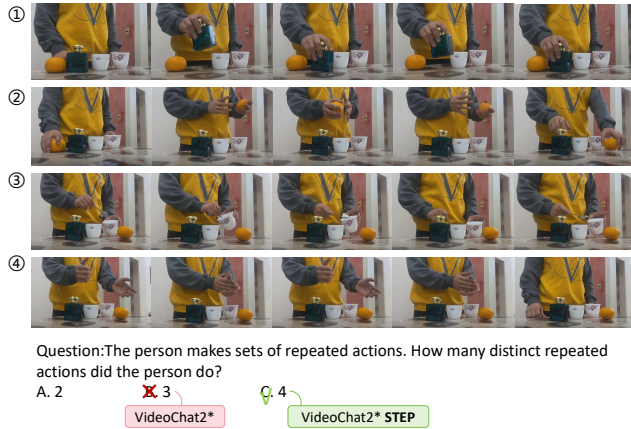 ①
②
③
④
Question:The person makes sets of repeated actions. How many distinct repeated
actions did the person do?
A. 2 B. 3 C. 4
VideoChat2* VideoChat2* STEP